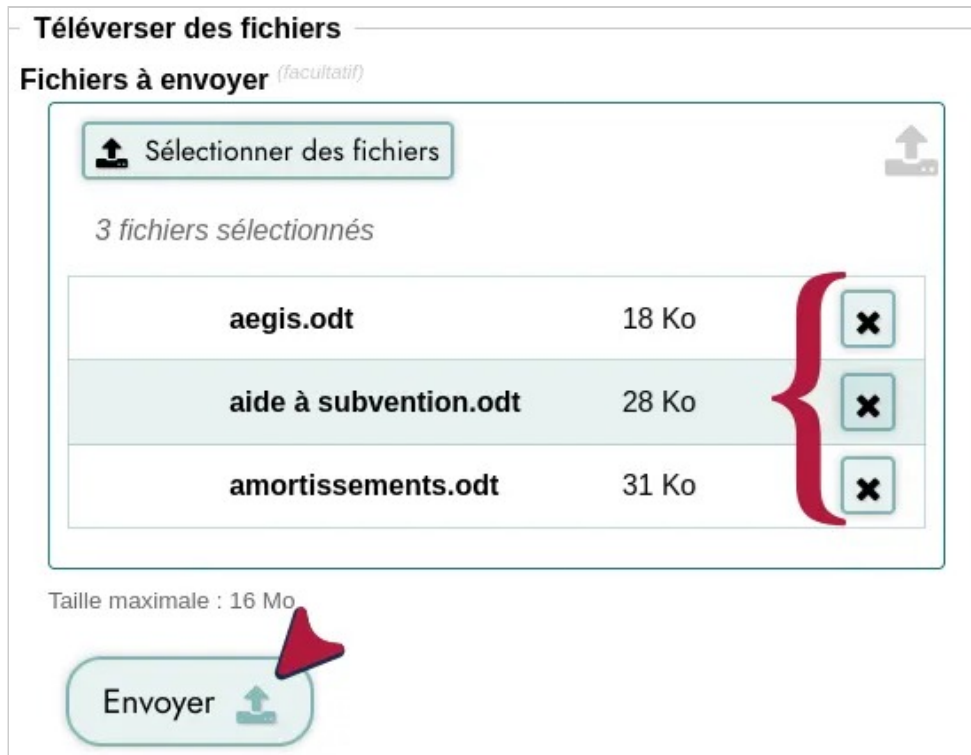 Téléverser des fichiers
Fichiers à envoyer (facultatif)
Sélectionner des fichiers
3 fichiers sélectionnés
aegis.odt 18 Ko
aide à subvention.odt 28 Ko
amortissements.odt 31 Ko
Taille maximale : 16 Mo
Envoyer